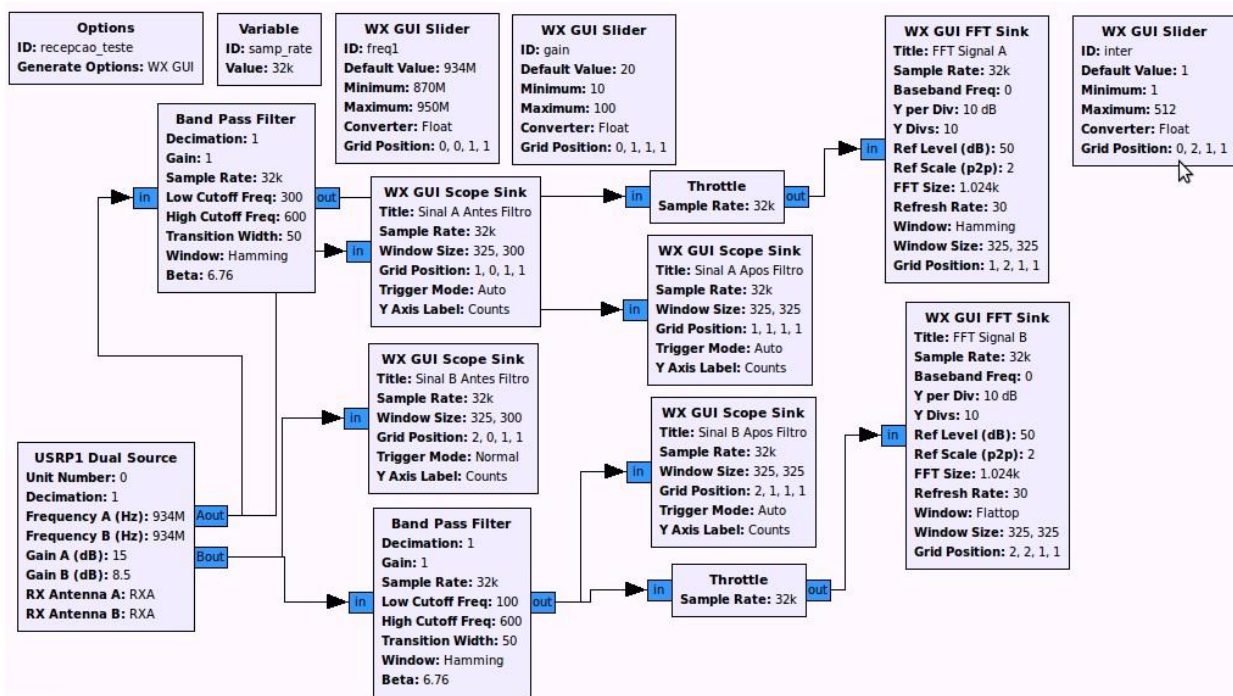 Options
ID: recepcao_teste
Generate Options: WX GUI
Variable
ID: samp_rate
Value: 32k
WX GUI Slider
ID: freq1
Default Value: 934M
Minimum: 870M
Maximum: 950M
Converter: Float
Grid Position: 0, 0, 1, 1
WX GUI Slider
ID: gain
Default Value: 20
Minimum: 10
Maximum: 100
Converter: Float
Grid Position: 0, 1, 1, 1
WX GUI FFT Sink
Title: FFT Signal A
Sample Rate: 32k
Baseband Freq: 0
Y per Div: 10 dB
Y Divs: 10
Ref Level (dB): 50
Ref Scale (p2p): 2
FFT Size: 1.024k
Refresh Rate: 30
Window: Hamming
Window Size: 325, 325
Grid Position: 1, 2, 1, 1
in
WX GUI Slider
ID: inter
Default Value: 1
Minimum: 1
Maximum: 512
Converter: Float
Grid Position: 0, 2, 1, 1
Band Pass Filter
Decimation: 1
Gain: 1
Sample Rate: 32k
Low Cutoff Freq: 300
High Cutoff Freq: 600
Transition Width: 50
Window: Hamming
Beta: 6.76
in
out
WX GUI Scope Sink
Title: Sinal A Antes Filtro
Sample Rate: 32k
Window Size: 325, 300
Grid Position: 1, 0, 1, 1
Trigger Mode: Auto
Y Axis Label: Counts
in
Throttle
Sample Rate: 32k
in
out
WX GUI Scope Sink
Title: Sinal A Apos Filtro
Sample Rate: 32k
Window Size: 325, 325
Grid Position: 1, 1, 1, 1
Trigger Mode: Auto
Y Axis Label: Counts
in
WX GUI Scope Sink
Title: Sinal B Antes Filtro
Sample Rate: 32k
Window Size: 325, 300
Grid Position: 2, 0, 1, 1
Trigger Mode: Normal
Y Axis Label: Counts
in
WX GUI Scope Sink
Title: Sinal B Apos Filtro
Sample Rate: 32k
Window Size: 325, 325
Grid Position: 2, 1, 1, 1
Trigger Mode: Auto
Y Axis Label: Counts
in
WX GUI FFT Sink
Title: FFT Signal B
Sample Rate: 32k
Baseband Freq: 0
Y per Div: 10 dB
Y Divs: 10
Ref Level (dB): 50
Ref Scale (p2p): 2
FFT Size: 1.024k
Refresh Rate: 30
Window: Flattop
Window Size: 325, 325
Grid Position: 2, 2, 1, 1
in
USRP1 Dual Source
Unit Number: 0
Decimation: 1
Frequency A (Hz): 934M
Frequency B (Hz): 934M
Gain A (dB): 15
Gain B (dB): 8.5
RX Antenna A: RXA
RX Antenna B: RXA
Aout
Bout
Band Pass Filter
Decimation: 1
Gain: 1
Sample Rate: 32k
Low Cutoff Freq: 100
High Cutoff Freq: 600
Transition Width: 50
Window: Hamming
Beta: 6.76
in
out
Throttle
Sample Rate: 32k
in
out